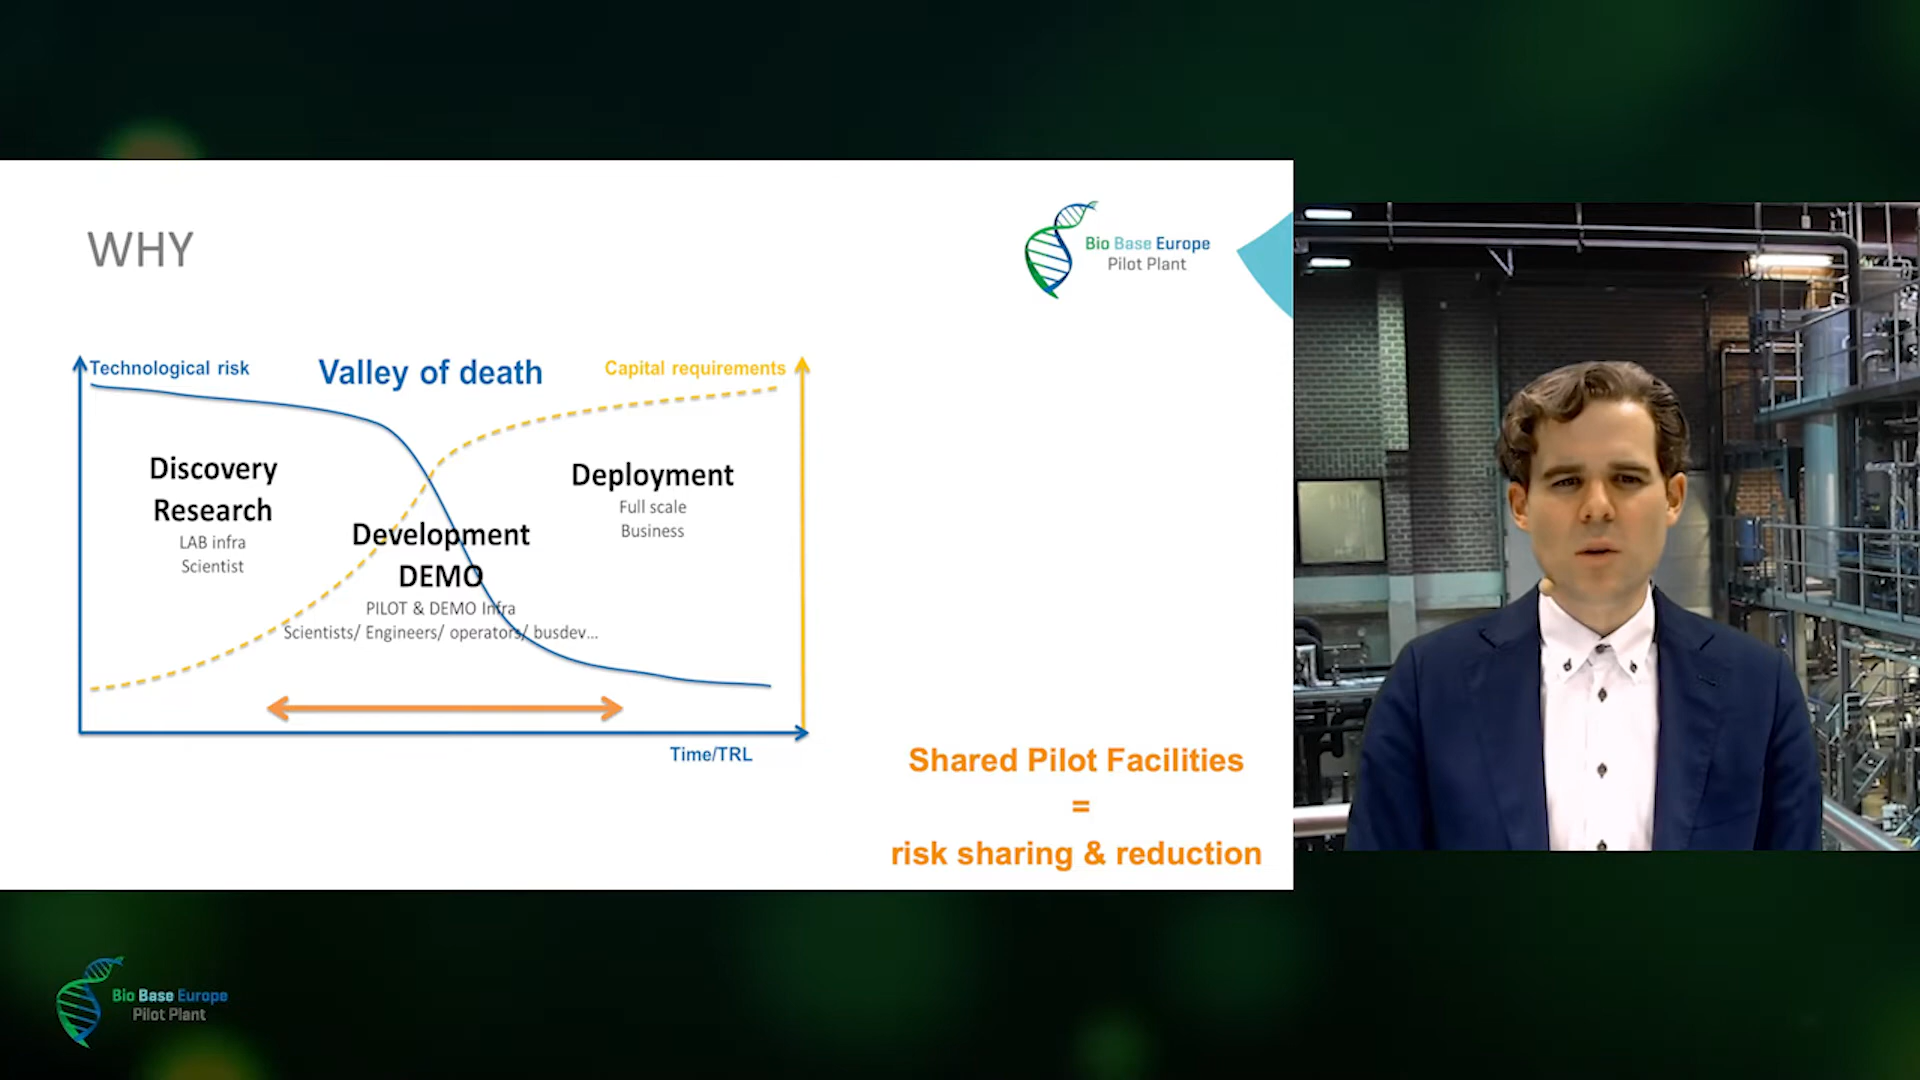 WHY
Bio Base Europe
Pilot Plant
Technological risk
Valley of death
Capital requirements
Discovery
Research
LAB infra
Scientist
Development
DEMO
PILOT & DEMO Infra
Scientists/ Engineers/ operators/ busdev...
Deployment
Full scale
Business
Time/TRL
Shared Pilot Facilities
=
risk sharing & reduction
Bio Base Europe
Pilot Plant